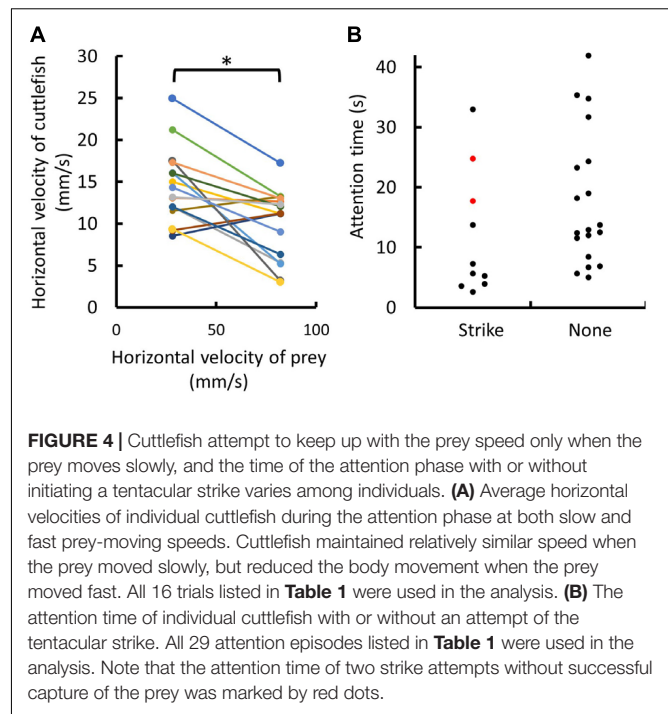 A
B
*
30
25
20
15
10
5
0
0
50
100
Horizontal velocity of cuttlefish
(mm/s)
Horizontal velocity of prey
(mm/s)
40
30
20
10
0
Attention time (s)
Strike
None
FIGURE 4 | Cuttlefish attempt to keep up with the prey speed only when the
prey moves slowly, and the time of the attention phase with or without
initiating a tentacular strike varies among individuals. (A) Average horizontal
velocities of individual cuttlefish during the attention phase at both slow and
fast prey-moving speeds. Cuttlefish maintained relatively similar speed when
the prey moved slowly, but reduced the body movement when the prey
moved fast. All 16 trials listed in Table 1 were used in the analysis. (B) The
attention time of individual cuttlefish with or without an attempt of the
tentacular strike. All 29 attention episodes listed in Table 1 were used in the
analysis. Note that the attention time of two strike attempts without successful
capture of the prey was marked by red dots.